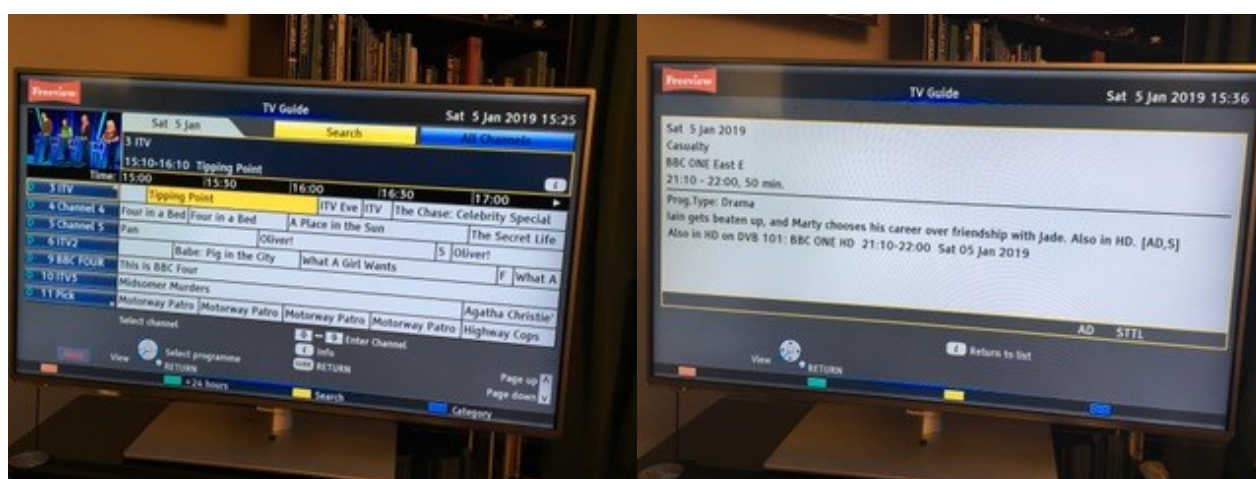 Freeview
TV Guide
Sat 5 Jan 2019 15:25
Sat 5 Jan
Search
All Channels
3 ITV
15:10-16:10 Tipping Point
Time: 15:00 15:30 16:00 16:30 17:00
3 ITV Tipping Point ITV Eve ITV The Chase: Celebrity Special
4 Channel 4 Four in a Bed Four in a Bed A Place in the Sun The Secret Life
5 Channel 5 Pan Oliver! S Oliver!
6 ITV2 Babe: Pig in the City What A Girl Wants F What A
9 BBC FOUR This is BBC Four
10 ITV3 Midsomer Murders Agatha Christie'
11 Pick Motorway Patro Motorway Patro Motorway Patro Motorway Patro Highway Cops
Select channel
0 - 9 Enter Channel
View Select programme i Info
RETURN GUIDE RETURN
Page up
Page down
+24 hours Search Category
Freeview
TV Guide
Sat 5 Jan 2019 15:36
Sat 5 Jan 2019
Casualty
BBC ONE East E
21:10 - 22:00, 50 min.
Prog.Type: Drama
Iain gets beaten up, and Marty chooses his career over friendship with Jade. Also in HD. [AD,S]
Also in HD on DVB 101: BBC ONE HD 21:10-22:00 Sat 05 Jan 2019
AD STTL
View i Return to list
RETURN